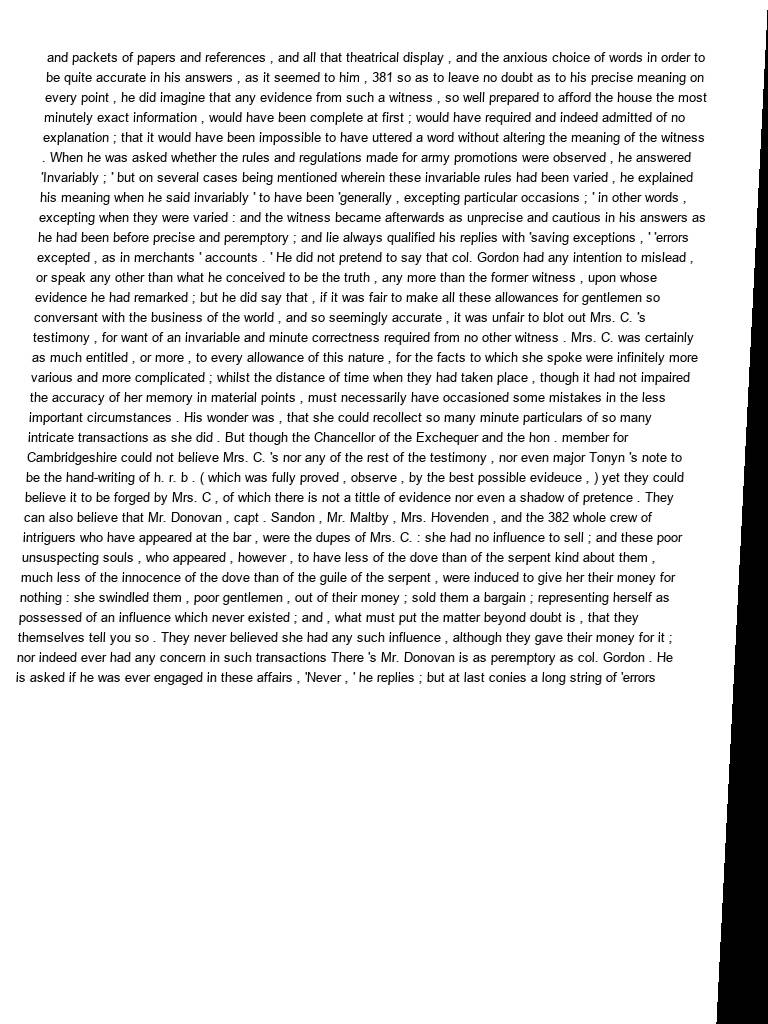 and packets of papers and references , and all that theatrical display , and the anxious choice of words in order to
be quite accurate in his answers , as it seemed to him , 381 so as to leave no doubt as to his precise meaning on
every point , he did imagine that any evidence from such a witness , so well prepared to afford the house the most
minutely exact information , would have been complete at first ; would have required and indeed admitted of no
explanation ; that it would have been impossible to have uttered a word without altering the meaning of the witness
. When he was asked whether the rules and regulations made for army promotions were observed , he answered
'Invariably ; ' but on several cases being mentioned wherein these invariable rules had been varied , he explained
his meaning when he said invariably ' to have been 'generally , excepting particular occasions ; ' in other words ,
excepting when they were varied : and the witness became afterwards as unprecise and cautious in his answers as
he had been before precise and peremptory ; and lie always qualified his replies with 'saving exceptions , ' 'errors
excepted , as in merchants ' accounts . ' He did not pretend to say that col. Gordon had any intention to mislead ,
or speak any other than what he conceived to be the truth , any more than the former witness , upon whose
evidence he had remarked ; but he did say that , if it was fair to make all these allowances for gentlemen so
conversant with the business of the world , and so seemingly accurate , it was unfair to blot out Mrs. C. 's
testimony , for want of an invariable and minute correctness required from no other witness . Mrs. C. was certainly
as much entitled , or more , to every allowance of this nature , for the facts to which she spoke were infinitely more
various and more complicated ; whilst the distance of time when they had taken place , though it had not impaired
the accuracy of her memory in material points , must necessarily have occasioned some mistakes in the less
important circumstances . His wonder was , that she could recollect so many minute particulars of so many
intricate transactions as she did . But though the Chancellor of the Exchequer and the hon . member for
Cambridgeshire could not believe Mrs. C. 's nor any of the rest of the testimony , nor even major Tonyn 's note to
be the hand-writing of h. r. b . ( which was fully proved , observe , by the best possible evideuce , ) yet they could
believe it to be forged by Mrs. C , of which there is not a tittle of evidence nor even a shadow of pretence . They
can also believe that Mr. Donovan , capt . Sandon , Mr. Maltby , Mrs. Hovenden , and the 382 whole crew of
intriguers who have appeared at the bar , were the dupes of Mrs. C. : she had no influence to sell ; and these poor
unsuspecting souls , who appeared , however , to have less of the dove than of the serpent kind about them ,
much less of the innocence of the dove than of the guile of the serpent , were induced to give her their money for
nothing : she swindled them , poor gentlemen , out of their money ; sold them a bargain ; representing herself as
possessed of an influence which never existed ; and , what must put the matter beyond doubt is , that they
themselves tell you so . They never believed she had any such influence , although they gave their money for it ;
nor indeed ever had any concern in such transactions There 's Mr. Donovan is as peremptory as col. Gordon . He
is asked if he was ever engaged in these affairs , 'Never , ' he replies ; but at last conies a long string of 'errors